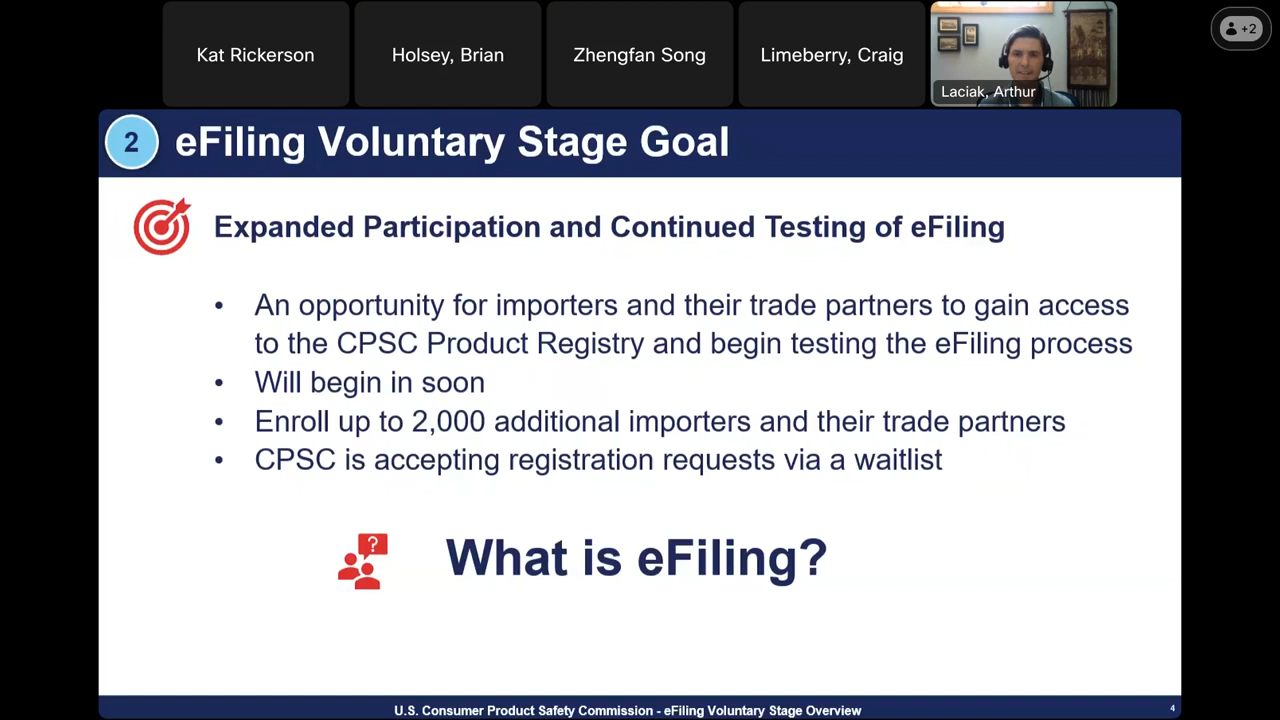 Kat Rickerson
Holsey, Brian
Zhengfan Song
Limeberry, Craig
Laciak, Arthur
+2
2
eFiling Voluntary Stage Goal
Expanded Participation and Continued Testing of eFiling
• An opportunity for importers and their trade partners to gain access
to the CPSC Product Registry and begin testing the eFiling process
• Will begin in soon
• Enroll up to 2,000 additional importers and their trade partners
• CPSC is accepting registration requests via a waitlist
?
What is eFiling?
U.S. Consumer Product Safety Commission - eFiling Voluntary Stage Overview
4